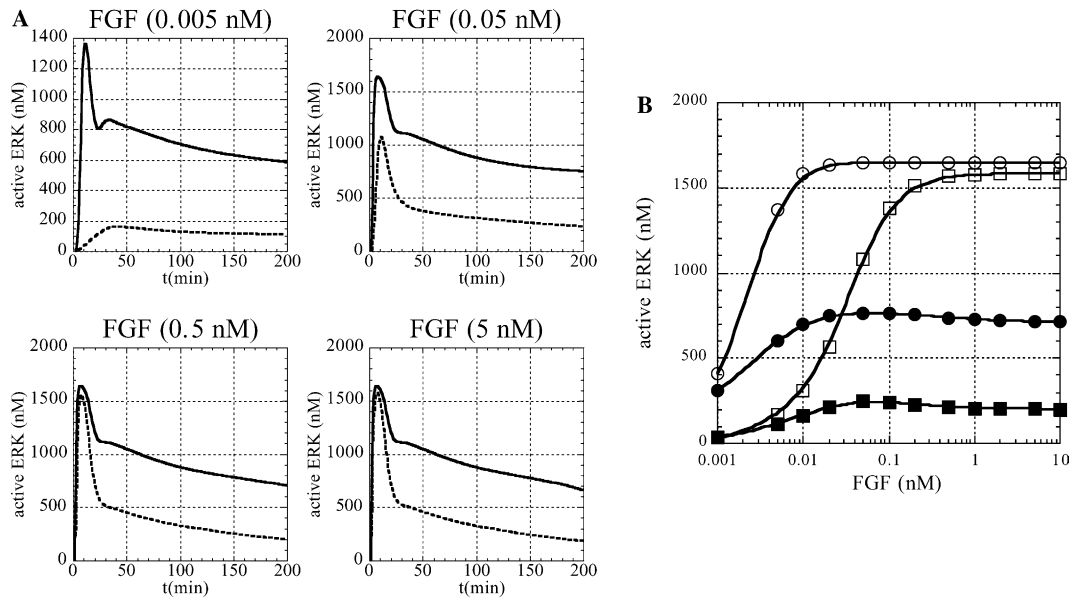 A
FGF (0.005 nM)
1400
1200
1000
800
600
400
200
0
active ERK (nM)
0 50 100 150 200
t(min)
FGF (0.05 nM)
2000
1500
1000
500
0
active ERK (nM)
0 50 100 150 200
t(min)
FGF (0.5 nM)
2000
1500
1000
500
0
active ERK (nM)
0 50 100 150 200
t(min)
FGF (5 nM)
2000
1500
1000
500
0
active ERK (nM)
0 50 100 150 200
t(min)
B
2000
1500
1000
500
0
active ERK (nM)
0.001 0.01 0.1 1 10
FGF (nM)